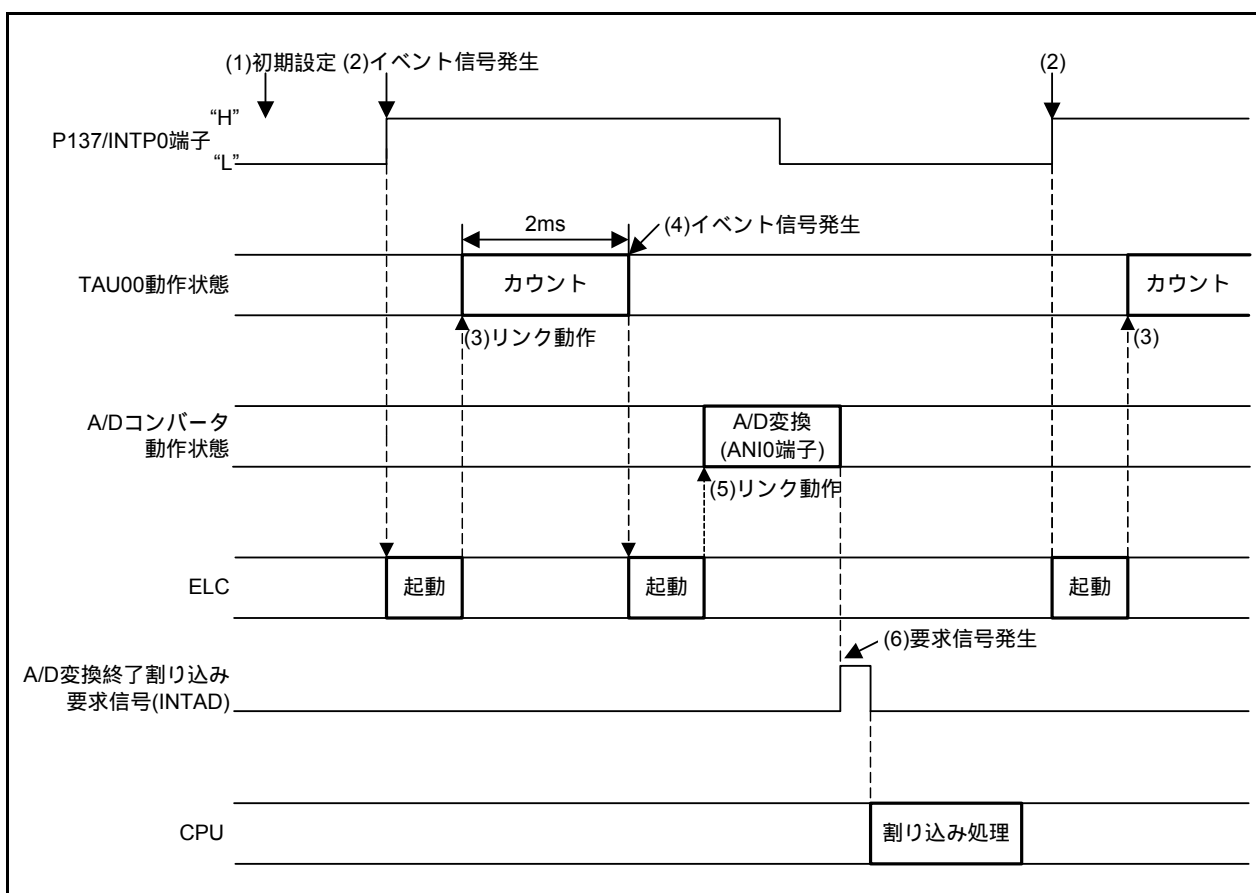 (1)初期設定 (2)イベント信号発生
(2)
“H”
P137/INTP0端子
“L”
2ms
(4)イベント信号発生
TAU00動作状態
カウント
カウント
(3)リンク動作
(3)
A/Dコンバータ
動作状態
A/D変換
(ANI0端子)
(5)リンク動作
ELC
起動
起動
起動
(6)要求信号発生
A/D変換終了割り込み
要求信号(INTAD)
CPU
割り込み処理